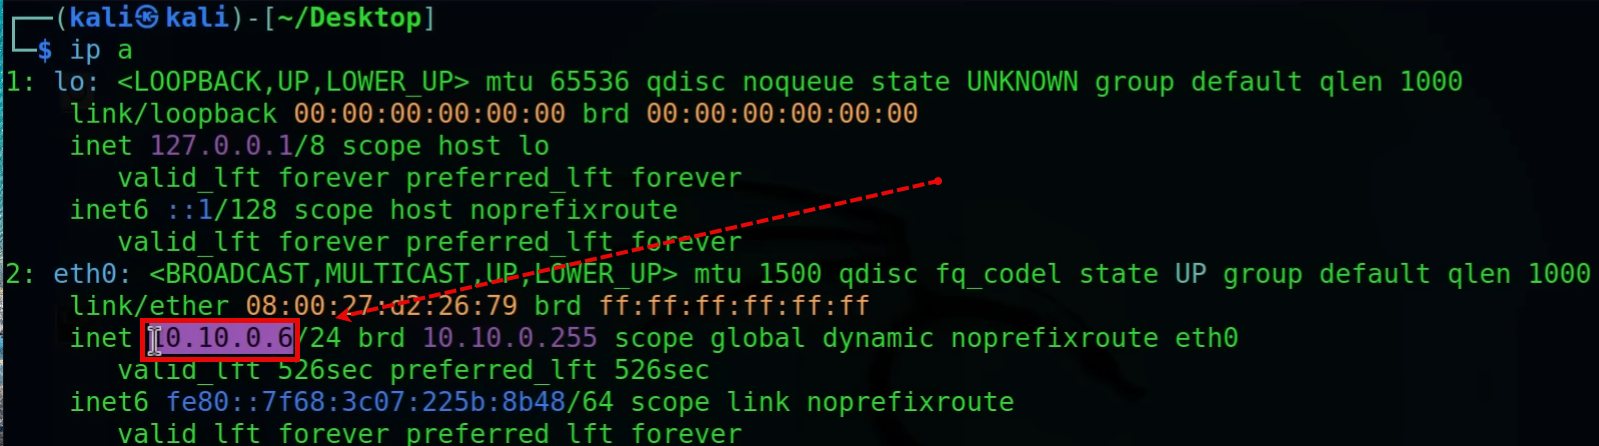 (kali㉿kali)-[~/Desktop]
$ ip a
1: lo: <LOOPBACK,UP,LOWER_UP> mtu 65536 qdisc noqueue state UNKNOWN group default qlen 1000
link/loopback 00:00:00:00:00:00 brd 00:00:00:00:00:00
inet 127.0.0.1/8 scope host lo
valid_lft forever preferred_lft forever
inet6 ::1/128 scope host noprefixroute
valid_lft forever preferred_lft forever
2: eth0: <BROADCAST,MULTICAST,UP,LOWER_UP> mtu 1500 qdisc fq_codel state UP group default qlen 1000
link/ether 08:00:27:d2:26:79 brd ff:ff:ff:ff:ff:ff
inet 10.10.0.6/24 brd 10.10.0.255 scope global dynamic noprefixroute eth0
valid_lft 526sec preferred_lft 526sec
inet6 fe80::7f68:3c07:225b:8b48/64 scope link noprefixroute
valid_lft forever preferred_lft forever